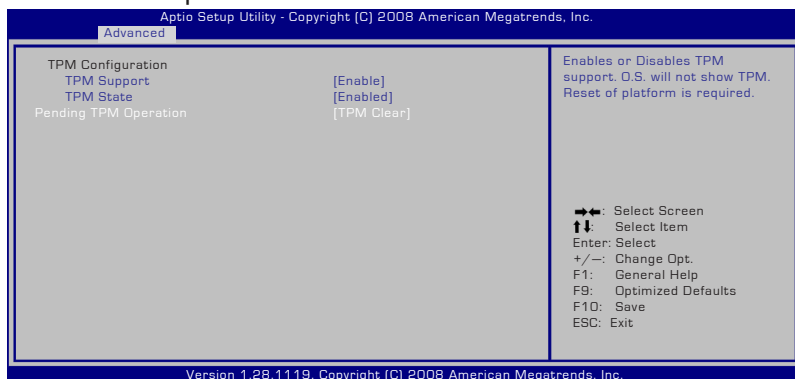 Aptio Setup Utility - Copyright (C) 2008 American Megatrends, Inc.
Advanced
TPM Configuration
TPM Support [Enable]
TPM State [Enabled]
Pending TPM Operation [TPM Clear]
Enables or Disables TPM
support. O.S. will not show TPM.
Reset of platform is required.
→←: Select Screen
↑↓: Select Item
Enter: Select
+/—: Change Opt.
F1: General Help
F9: Optimized Defaults
F10: Save
ESC: Exit
Version 1.28.1119. Copyright (C) 2008 American Megatrends, Inc.